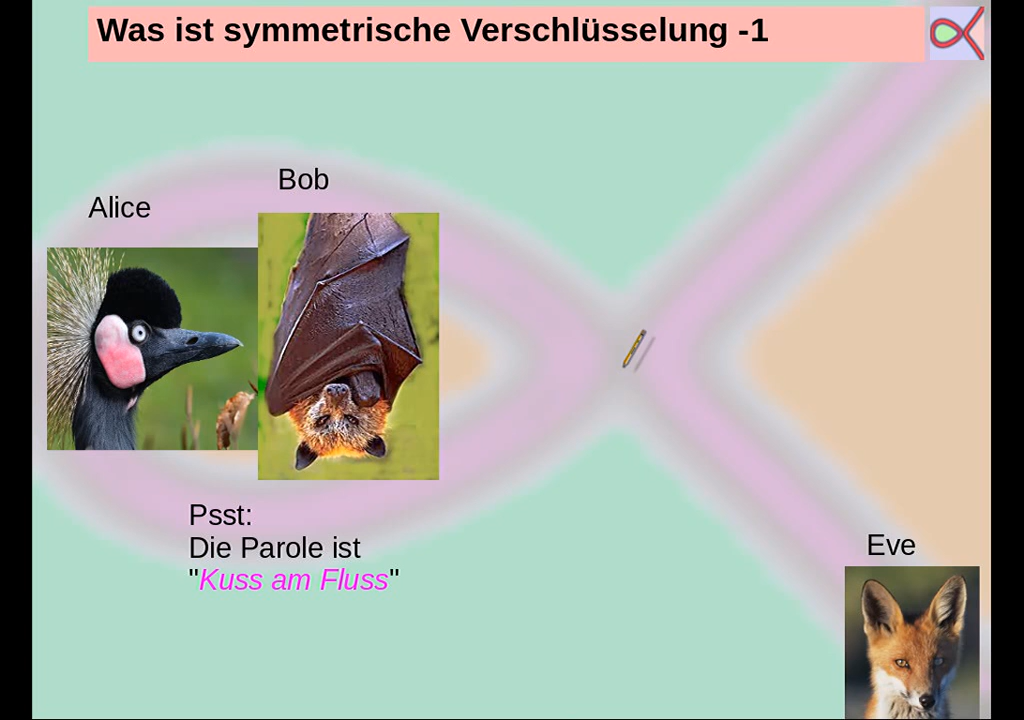 Was ist symmetrische Verschlüsselung -1
Bob
Alice
Psst:
Die Parole ist
"Kuss am Fluss"
Eve